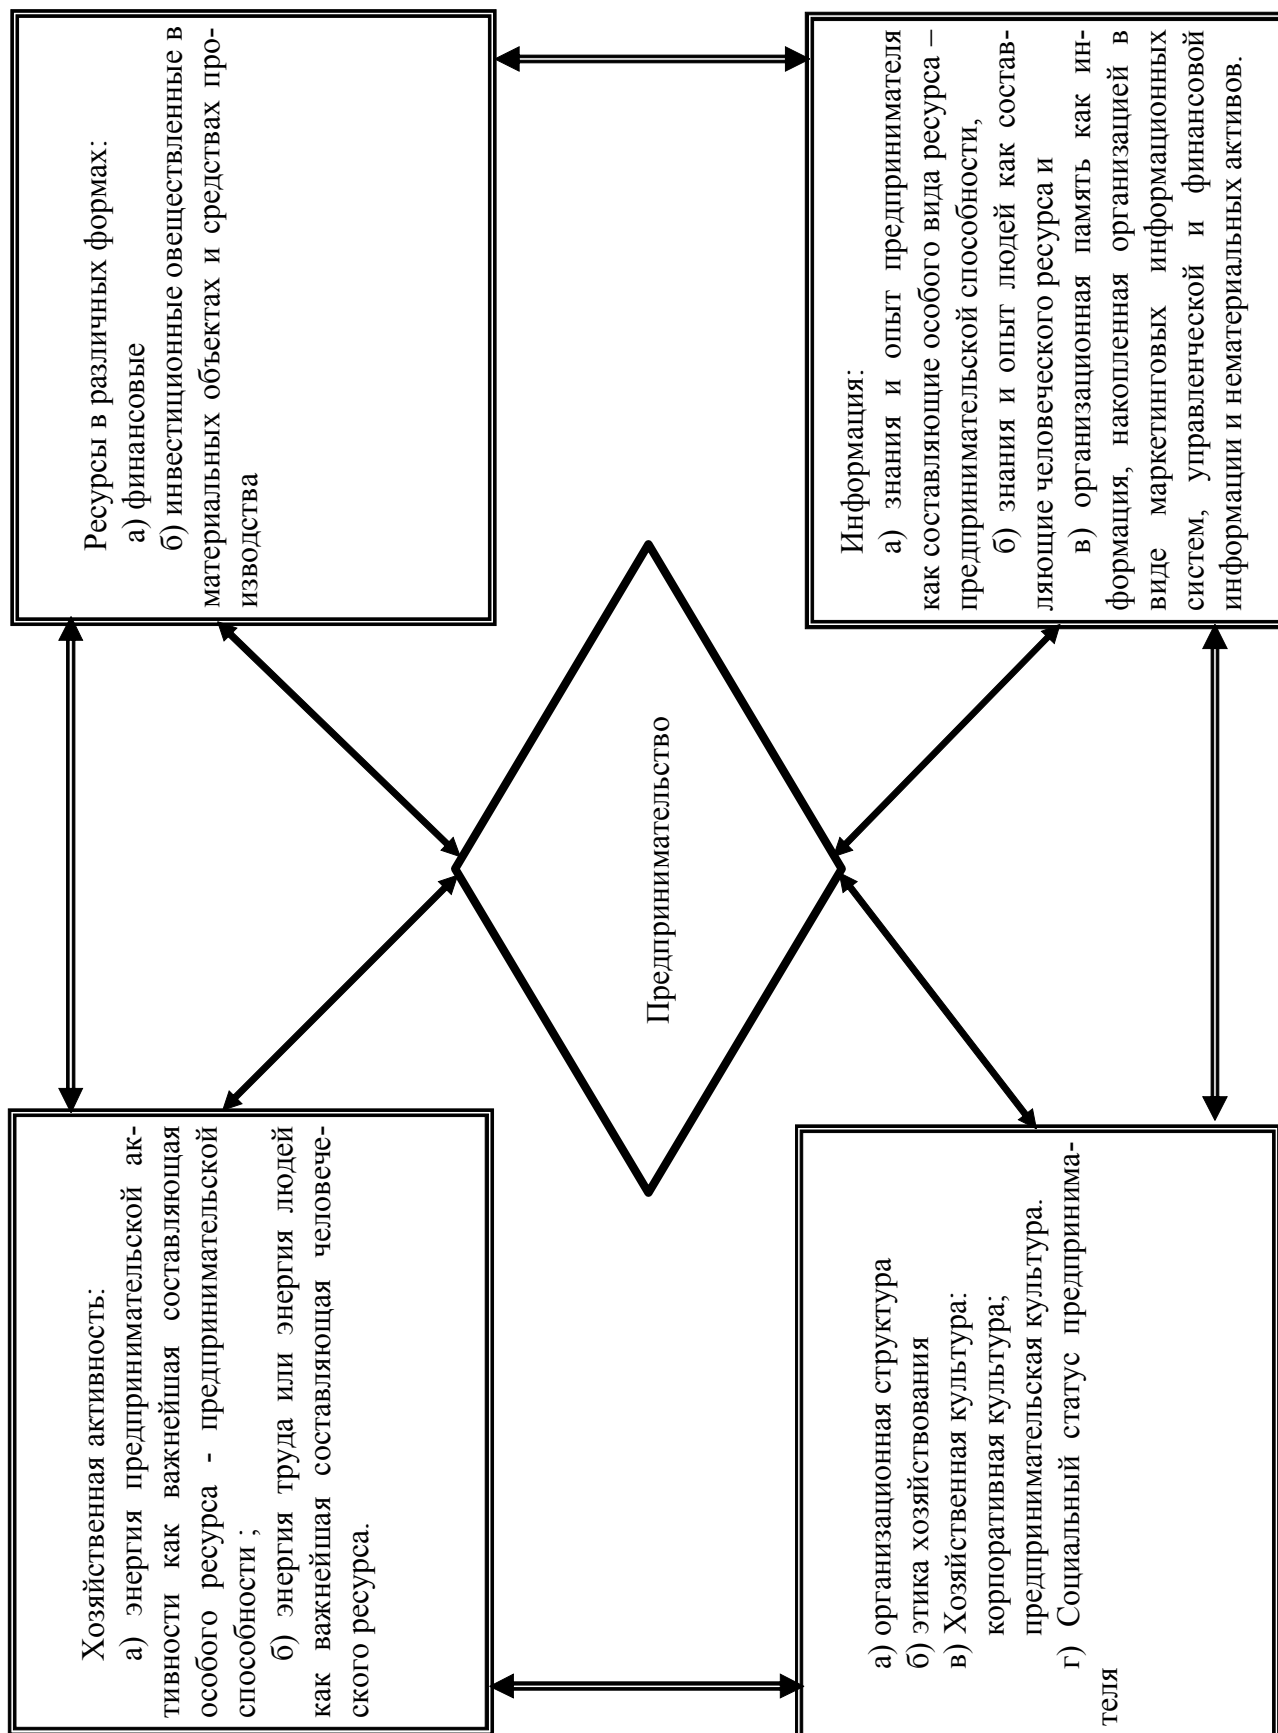 Хозяйственная активность:
а) энергия предпринимательской ак-
тивности как важнейшая составляющая
особого ресурса - предпринимательской
способности ;
б) энергия труда или энергия людей
как важнейшая составляющая человече-
ского ресурса.
Ресурсы в различных формах:
а) финансовые
б) инвестиционные овеществленные в
материальных объектах и средствах про-
изводства
Предпринимательство
а) организационная структура
б) этика хозяйствования
в) Хозяйственная культура:
корпоративная культура;
предпринимательская культура.
г) Социальный статус предпринима-
теля
Информация:
а) знания и опыт предпринимателя
как составляющие особого вида ресурса –
предпринимательской способности,
б) знания и опыт людей как состав-
ляющие человеческого ресурса и
в) организационная память как ин-
формация, накопленная организацией в
виде маркетинговых информационных
систем, управленческой и финансовой
информации и нематериальных активов.